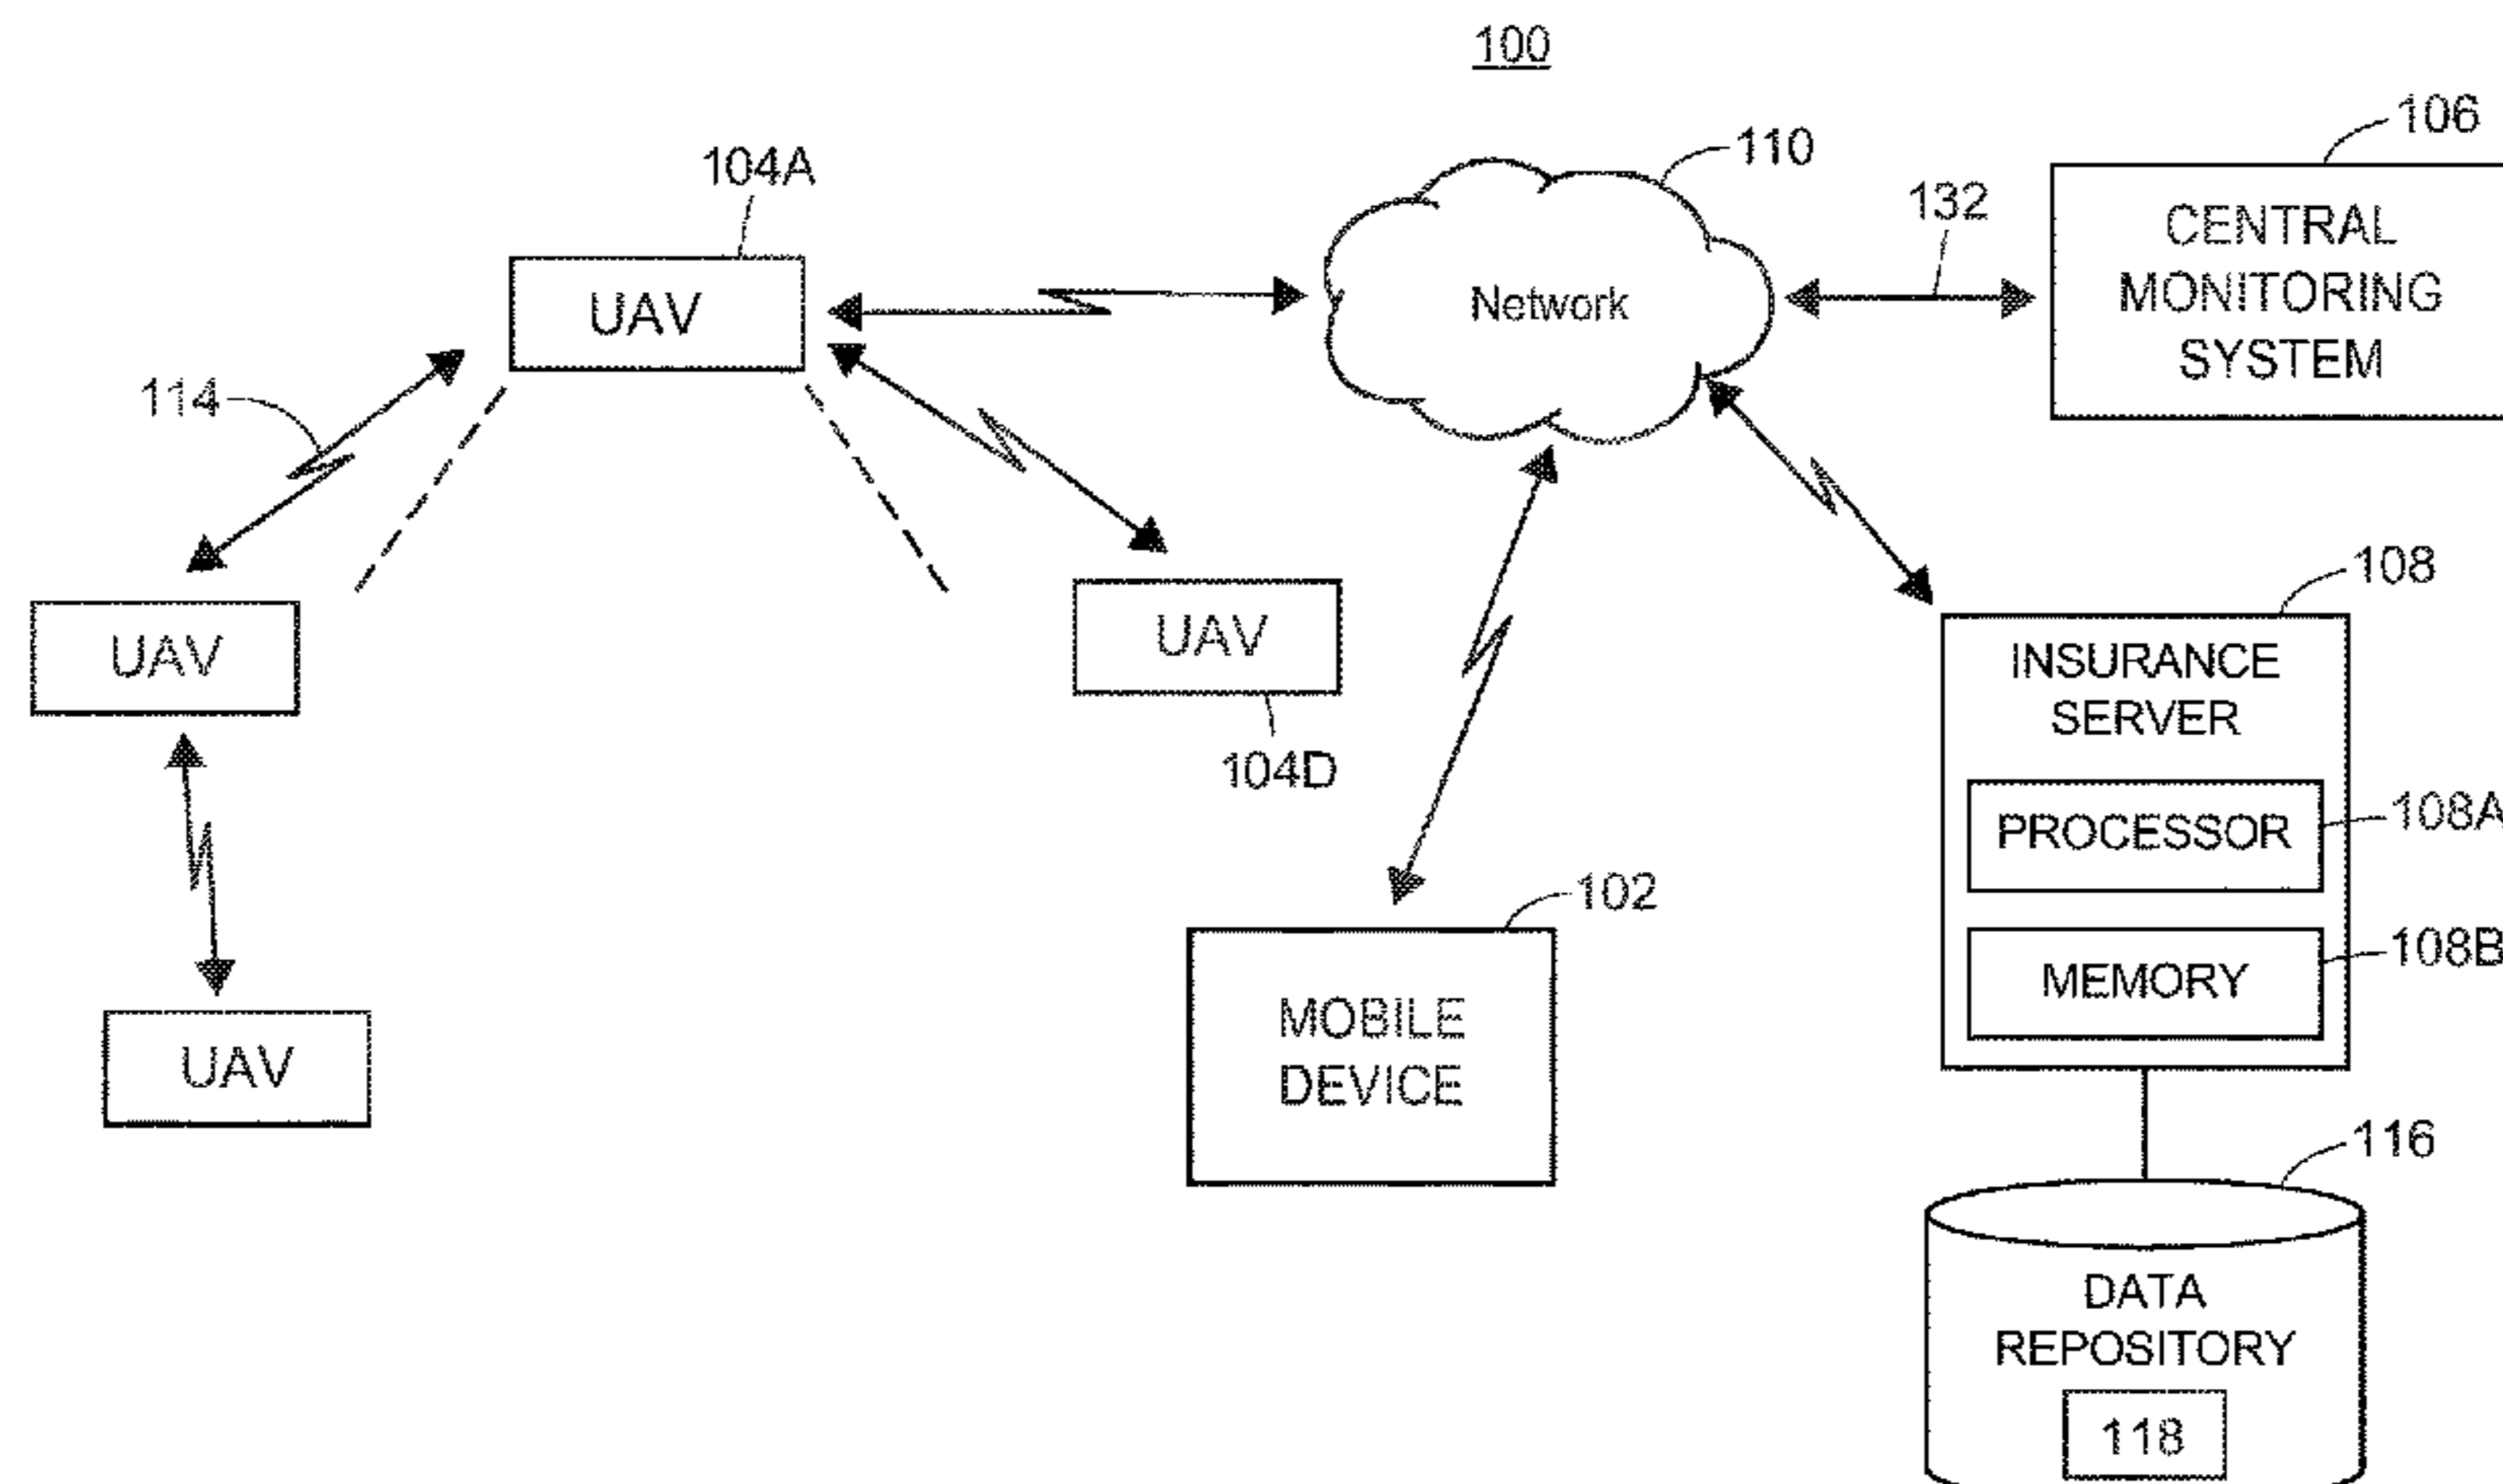 100
106
110
104A
132
CENTRAL
MONITORING
SYSTEM
Network
UAV
114
108
UAV
UAV
INSURANCE
SERVER
104D
PROCESSOR
108A
102
108B
MEMORY
MOBILE
DEVICE
UAV
116
DATA
REPOSITORY
118